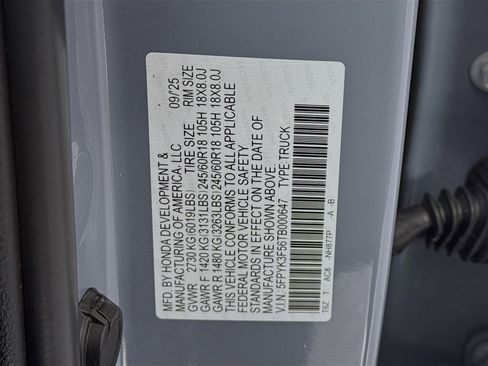 MFD. BY HONDA DEVELOPMENT & 09/'25
MANUFACTURING OF AMERICA, LLC
GVWR 2730 KG(6019LBS) TIRE SIZE RIM SIZE
GAWR F 1420 KG(3131LBS)245/60R18 105H 18X8.0J
GAWR R 1480 KG(3263LBS)245/60R18 105H 18X8.0J
THIS VEHICLE CONFORMS TO ALL APPLICABLE
FEDERAL MOTOR VEHICLE SAFETY
STANDARDS IN EFFECT ON THE DATE OF
MANUFACTURE SHOWN ABOVE.
V.I.N.: 5FPYK3F56TB000647 TYPE:TRUCK
T6Z T AC8 -NH877P -A -B